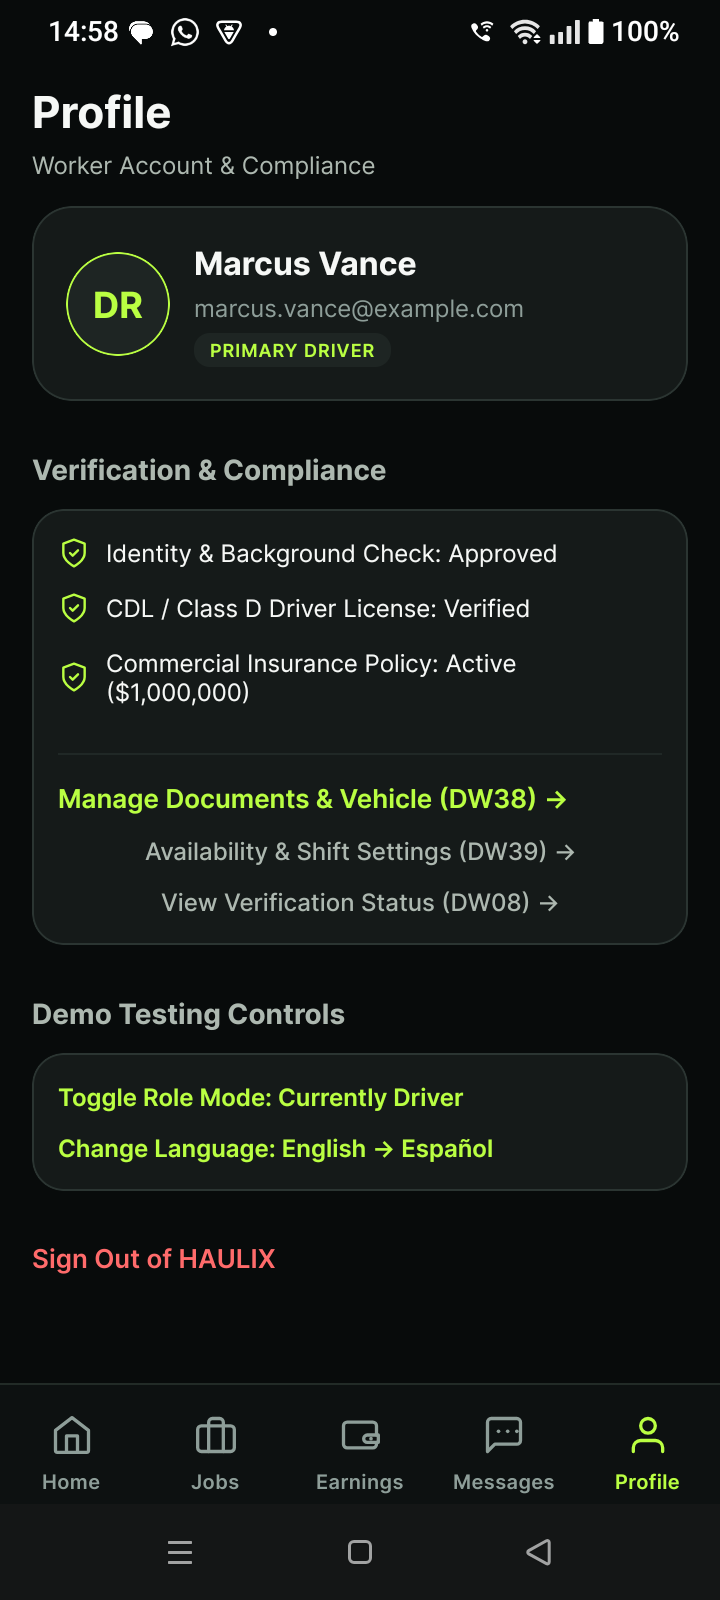 14:58
100%
Profile
Worker Account & Compliance
DR
Marcus Vance
marcus.vance@example.com
PRIMARY DRIVER
Verification & Compliance
Identity & Background Check: Approved
CDL / Class D Driver License: Verified
Commercial Insurance Policy: Active
($1,000,000)
Manage Documents & Vehicle (DW38) →
Availability & Shift Settings (DW39) →
View Verification Status (DW08) →
Demo Testing Controls
Toggle Role Mode: Currently Driver
Change Language: English → Español
Sign Out of HAULIX
Home
Jobs
Earnings
Messages
Profile